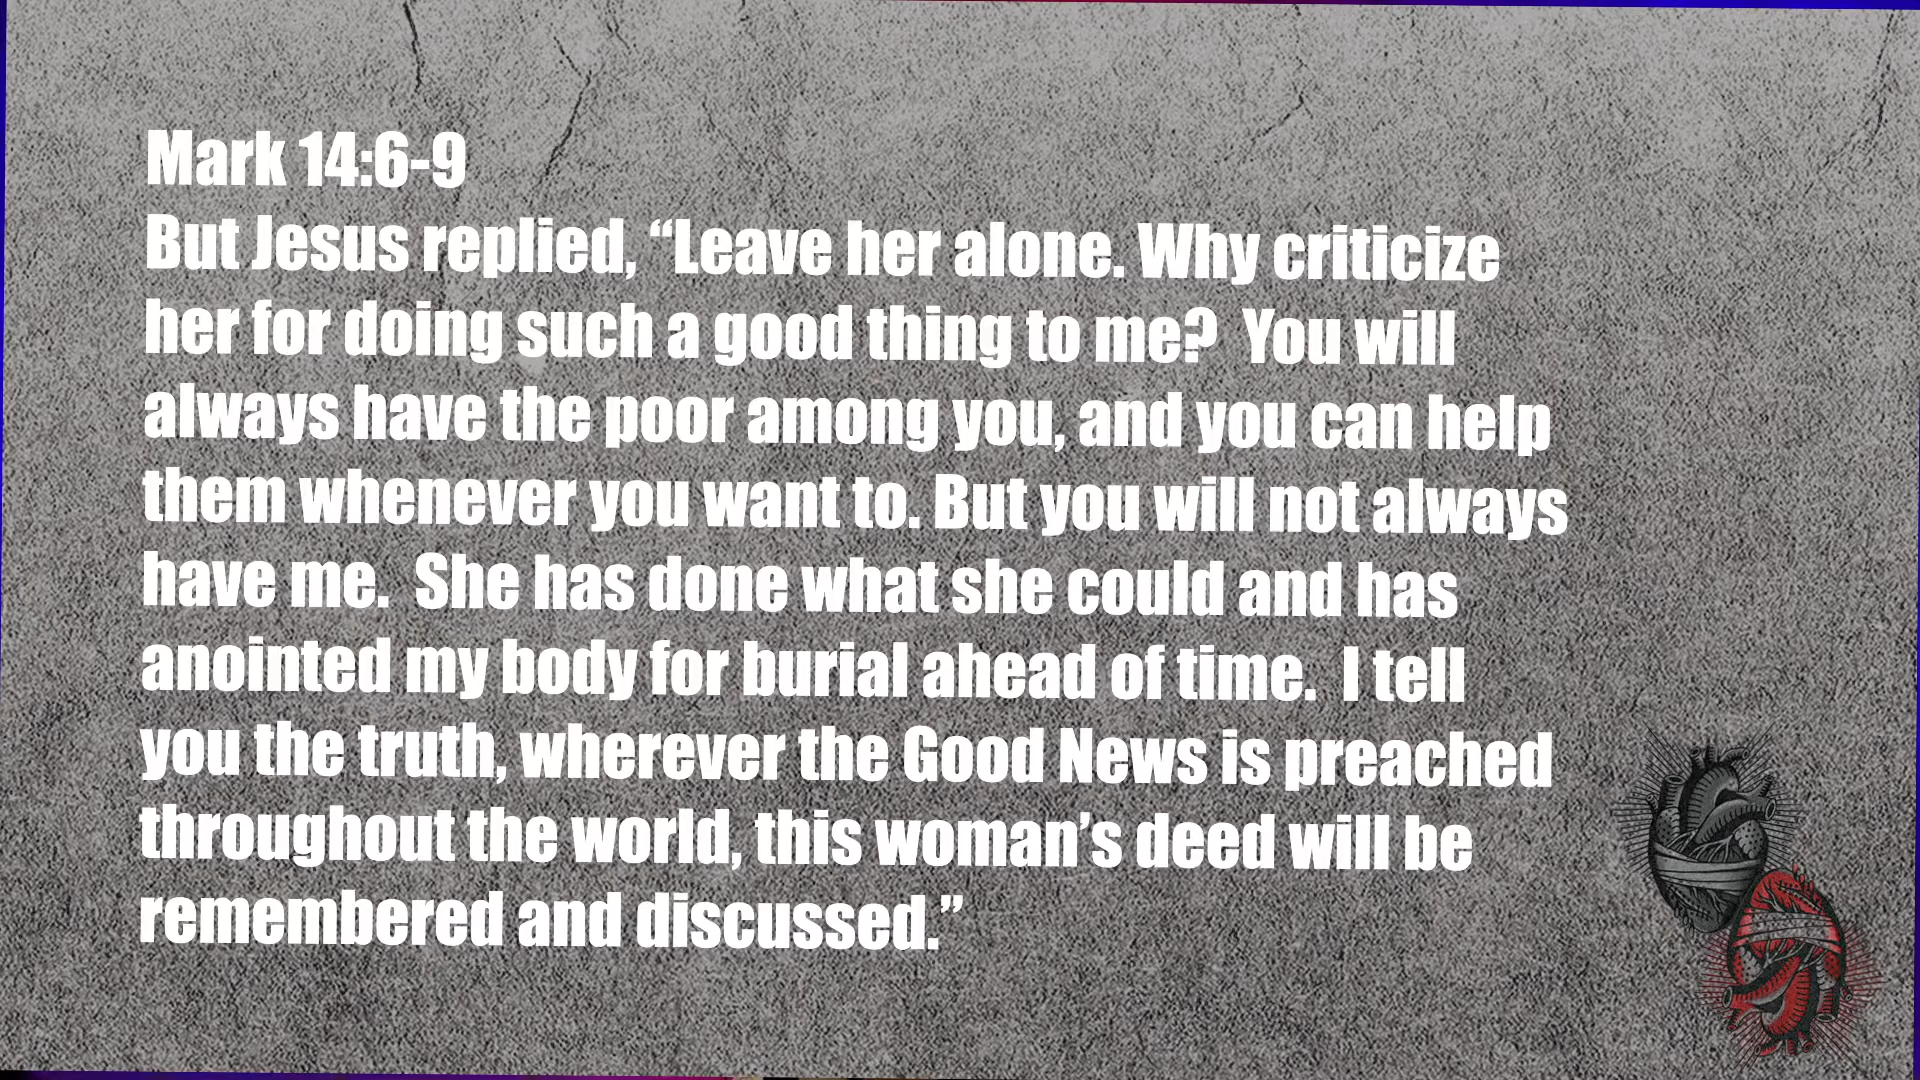 Mark 14:6-9
But Jesus replied, “Leave her alone. Why criticize
her for doing such a good thing to me?  You will
always have the poor among you, and you can help
them whenever you want to. But you will not always
have me.  She has done what she could and has
anointed my body for burial ahead of time.  I tell
you the truth, wherever the Good News is preached
throughout the world, this woman’s deed will be
remembered and discussed.”